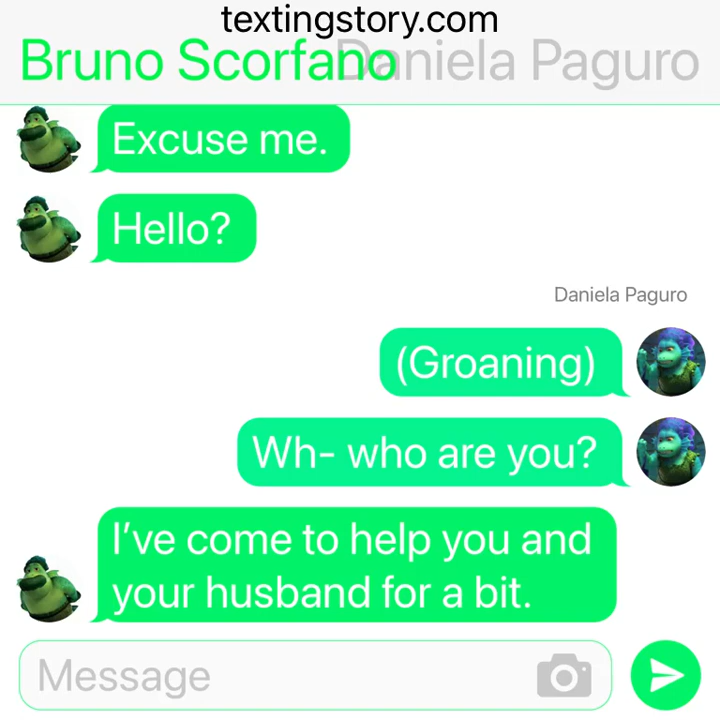 textingstory.com
Bruno Scorfano Daniela Paguro
Excuse me.
Hello?
Daniela Paguro
(Groaning)
Wh- who are you?
I’ve come to help you and
your husband for a bit.
Message